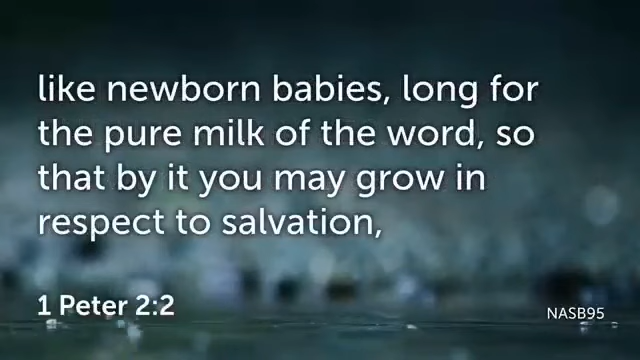 like newborn babies, long for
the pure milk of the word, so
that by it you may grow in
respect to salvation,
1 Peter 2:2
NASB95